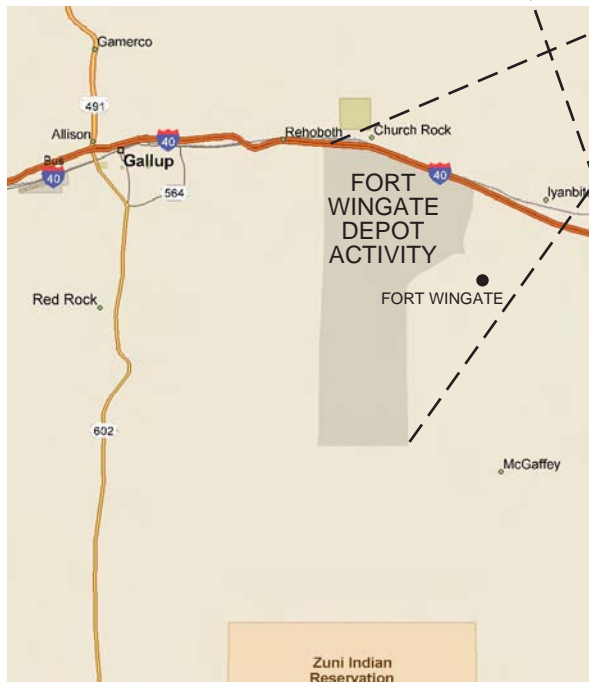 Gamerco
491
Allison
40
Rehoboth
Church Rock
Bus
40
Gallup
40
564
Iyanbit
FORT
WINGATE
DEPOT
ACTIVITY
FORT WINGATE
Red Rock
602
McGaffey
Zuni Indian
Reservation